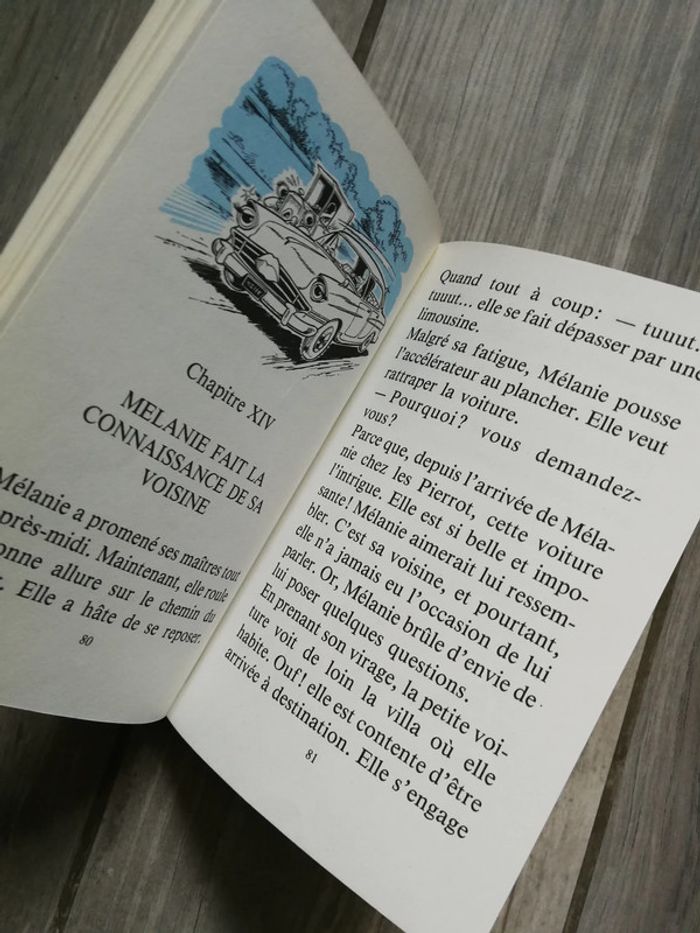 Chapitre XIV
MELANIE FAIT LA
CONNAISSANCE DE SA
VOISINE
Mélanie a promené ses maîtres tout
après-midi. Maintenant, elle roule
onne allure sur le chemin du
Elle a hâte de se reposer.
80
Quand tout à coup: — tuuut.
tuuut... elle se fait dépasser par une
limousine.
Malgré sa fatigue, Mélanie pousse
l'accélérateur au plancher. Elle veut
rattraper la voiture.
— Pourquoi? vous demandez-
vous?
Parce que, depuis l'arrivée de Méla-
nie chez les Pierrot, cette voiture
l'intrigue. Elle est si belle et impo-
sante! Mélanie aimerait lui ressem-
bler. C'est sa voisine, et pourtant,
elle n'a jamais eu l'occasion de lui
parler. Or, Mélanie brûle d'envie de
lui poser quelques questions.
En prenant son virage, la petite voi-
ture voit de loin la villa où elle
habite. Ouf! elle est contente d'être
arrivée à destination. Elle s'engage
81